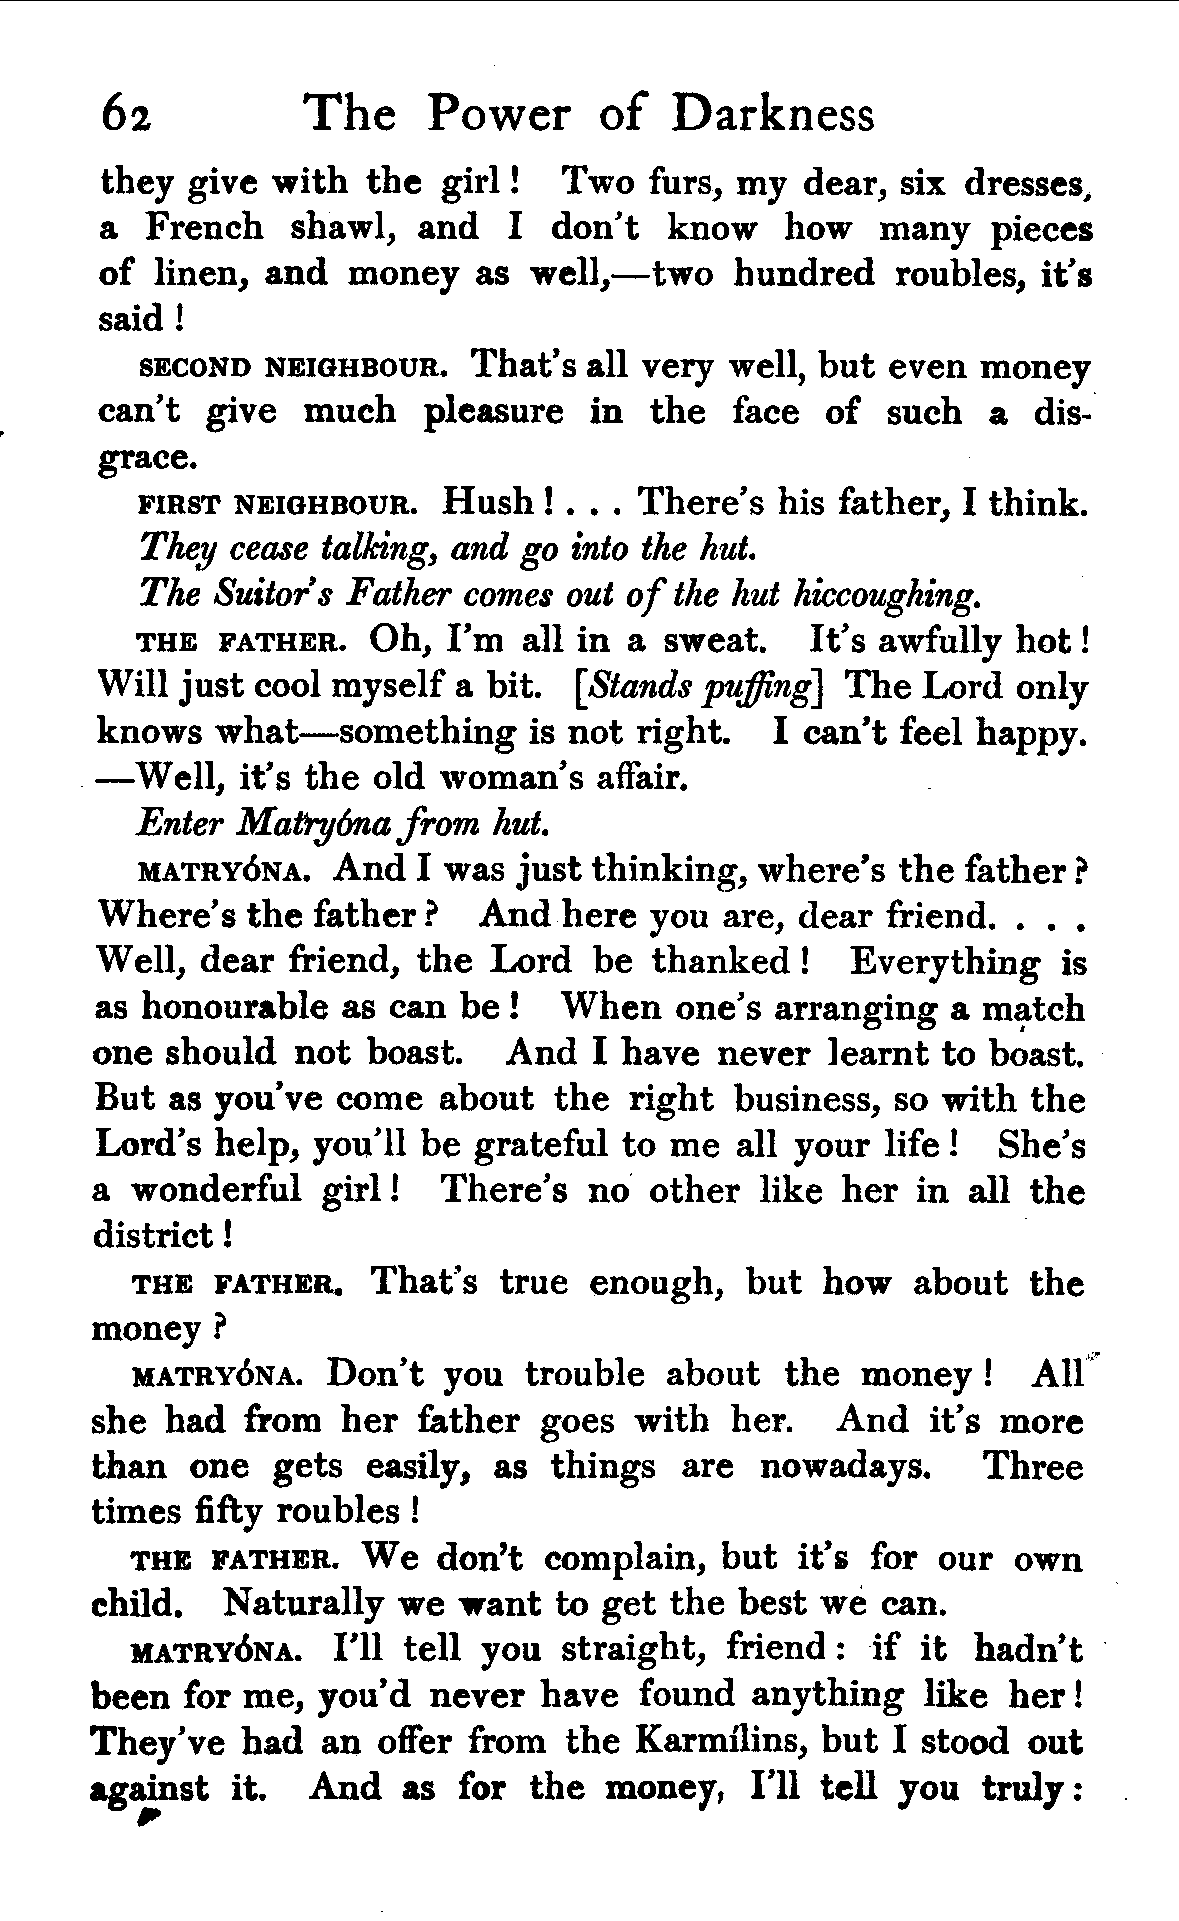 62 The Power of Darkness
they give with the girl! Two furs, my dear, six dresses,
a French shawl, and I don't know how many pieces
of linen, and money as well,—two hundred roubles, it's
said!
SECOND NEIGHBOUR. That's all very well, but even money
can't give much pleasure in the face of such a dis-
grace.
FIRST NEIGHBOUR. Hush! . . . There's his father, I think.
They cease talking, and go into the hut.
The Suitor's Father comes out of the hut hiccoughing.
THE FATHER. Oh, I'm all in a sweat. It's awfully hot!
Will just cool myself a bit. [Stands puffing] The Lord only
knows what—something is not right. I can't feel happy.
—Well, it's the old woman's affair.
Enter Matryóna from hut.
MATRYÓNA. And I was just thinking, where's the father?
Where's the father? And here you are, dear friend. . . .
Well, dear friend, the Lord be thanked! Everything is
as honourable as can be! When one's arranging a match
one should not boast. And I have never learnt to boast.
But as you've come about the right business, so with the
Lord's help, you'll be grateful to me all your life! She's
a wonderful girl! There's no other like her in all the
district!
THE FATHER. That's true enough, but how about the
money?
MATRYÓNA. Don't you trouble about the money! All
she had from her father goes with her. And it's more
than one gets easily, as things are nowadays. Three
times fifty roubles!
THE FATHER. We don't complain, but it's for our own
child. Naturally we want to get the best we can.
MATRYÓNA. I'll tell you straight, friend: if it hadn't
been for me, you'd never have found anything like her!
They've had an offer from the Karmílins, but I stood out
against it. And as for the money, I'll tell you truly: